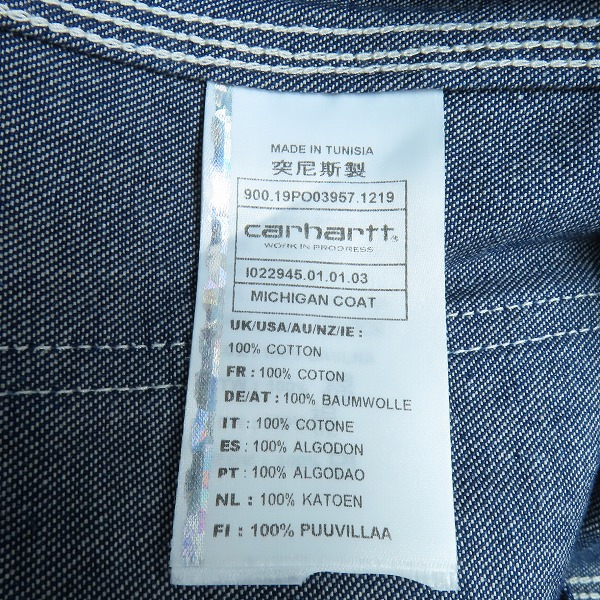 MADE IN TUNISIA
突尼斯製
900.19PO03957.1219
carhartt®
WORK IN PROGRESS
I022945.01.01.03
MICHIGAN COAT
UK/USA/AU/NZ/IE :
100% COTTON
FR : 100% COTON
DE/AT : 100% BAUMWOLLE
IT : 100% COTONE
ES : 100% ALGODON
PT : 100% ALGODAO
NL : 100% KATOEN
FI : 100% PUUVILLAA